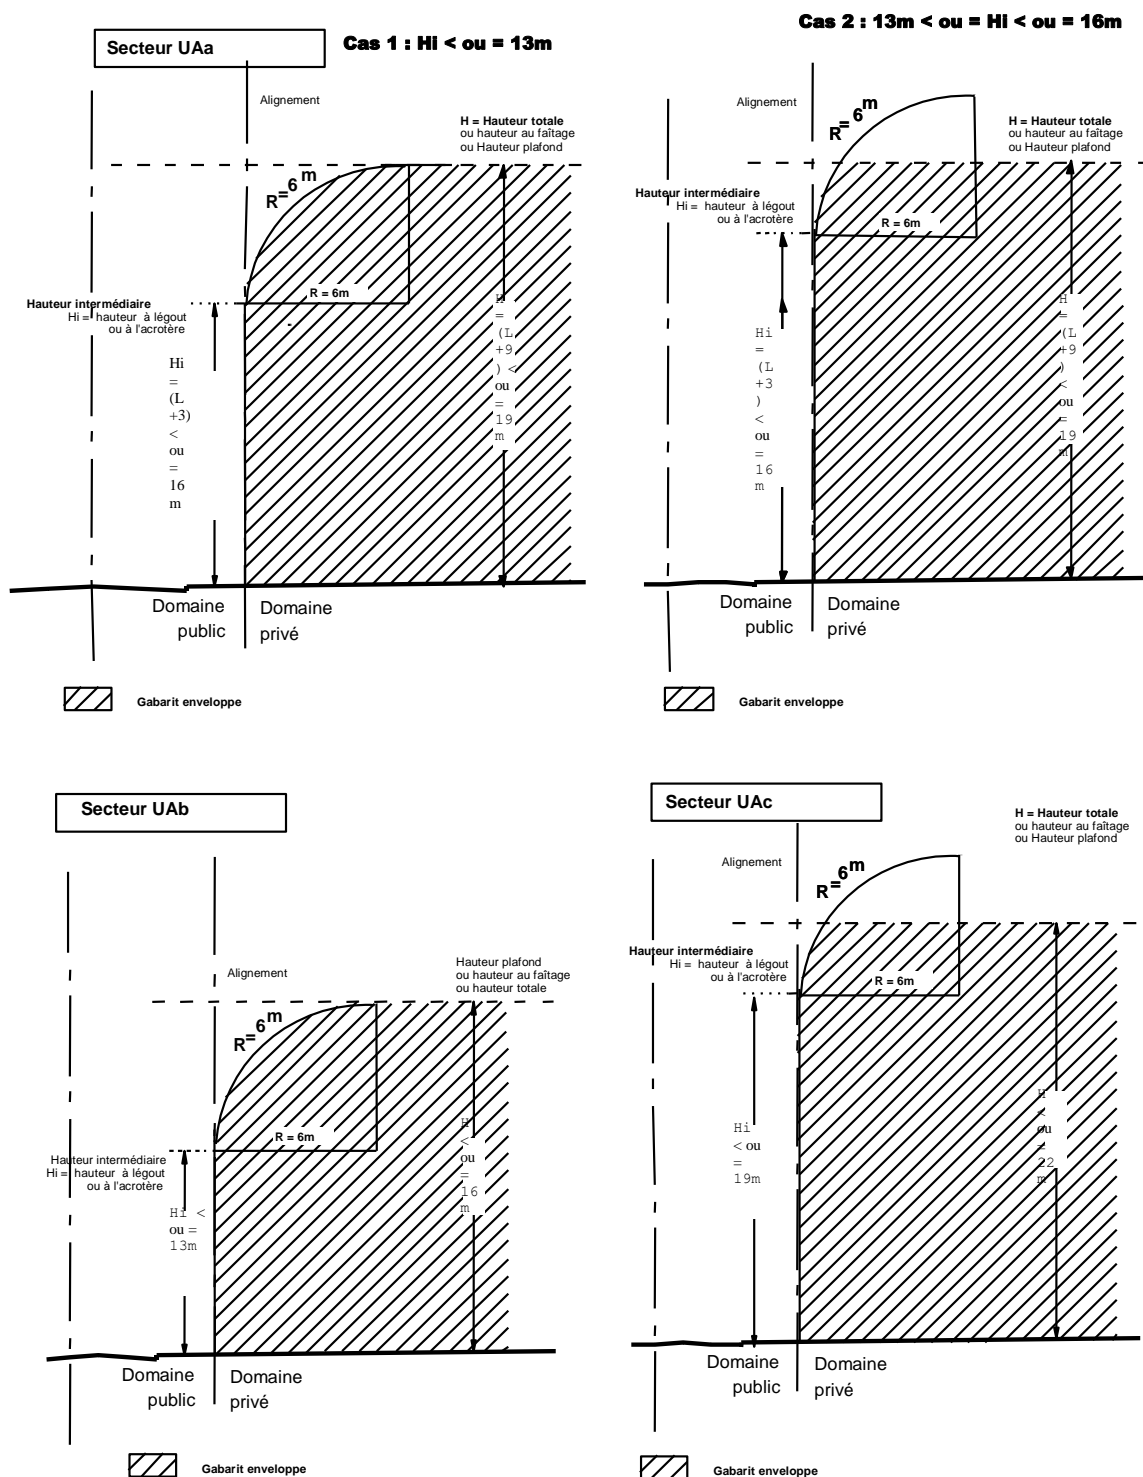 Secteur UAa
Cas 1 : Hi < ou = 13m
Alignement
H = Hauteur totale
ou hauteur au faîtage
ou Hauteur plafond
R=6m
R = 6m
Hauteur intermédiaire
Hi = hauteur à légout
ou à l'acrotère
Hi
=
(L
+3)
<
ou
=
16
m
H
=
(L
+9
) <
ou
=
19
m
Domaine
public
Domaine
privé
Gabarit enveloppe
Cas 2 : 13m < ou = Hi < ou = 16m
Alignement
R=6m
H = Hauteur totale
ou hauteur au faîtage
ou Hauteur plafond
Hauteur intermédiaire
Hi = hauteur à légout
ou à l'acrotère
R = 6m
Hi
=
(L
+3
)
<
ou
=
16
m
H
=
(L
+9
)
<
ou
=
19
m
Domaine
public
Domaine
privé
Gabarit enveloppe
Secteur UAb
Alignement
Hauteur plafond
ou hauteur au faîtage
ou hauteur totale
R=6m
R = 6m
Hauteur intermédiaire
Hi = hauteur à légout
ou à l'acrotère
Hi <
ou =
13m
H
<
ou
=
16
m
Domaine
public
Domaine
privé
Gabarit enveloppe
Secteur UAc
H = Hauteur totale
ou hauteur au faîtage
ou Hauteur plafond
Alignement
R=6m
Hauteur intermédiaire
Hi = hauteur à légout
ou à l'acrotère
R = 6m
Hi
< ou
=
19m
H
<
ou
=
22
m
Domaine
public
Domaine
privé
Gabarit enveloppe